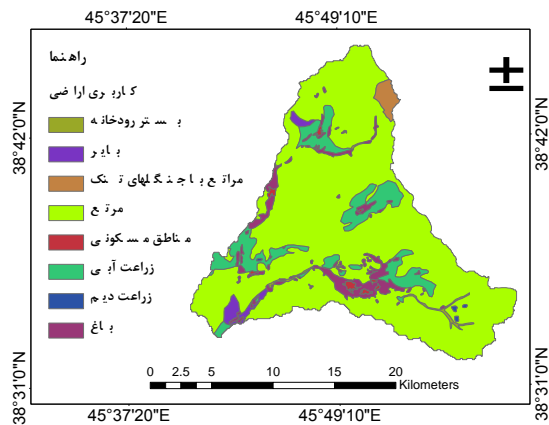 45°37'20"E 45°49'10"E
38°42'0"N
38°42'0"N
38°31'0"N
38°31'0"N
راهنما
کاربری اراضی
بستر رودخانه
بایر
مراتع با جنگلهای تنک
مرتع
مناطق مسکونی
زراعت آبی
زراعت دیم
باغ
0 2.5 5 10 15 20
Kilometers
45°37'20"E 45°49'10"E